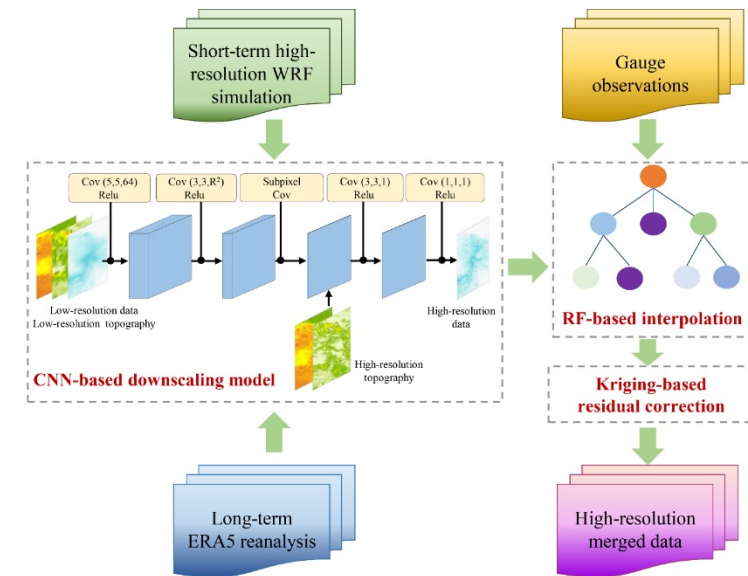 Short-term high-
resolution WRF
simulation
Gauge
observations
Cov (5,5,64)
Relu
Cov (3,3,R²)
Relu
Subpixel
Cov
Cov (3,3,1)
Relu
Cov (1,1,1)
Relu
Low-resolution data
Low-resolution topography
High-resolution
data
High-resolution
topography
CNN-based downscaling model
RF-based interpolation
Kriging-based
residual correction
Long-term
ERA5 reanalysis
High-resolution
merged data